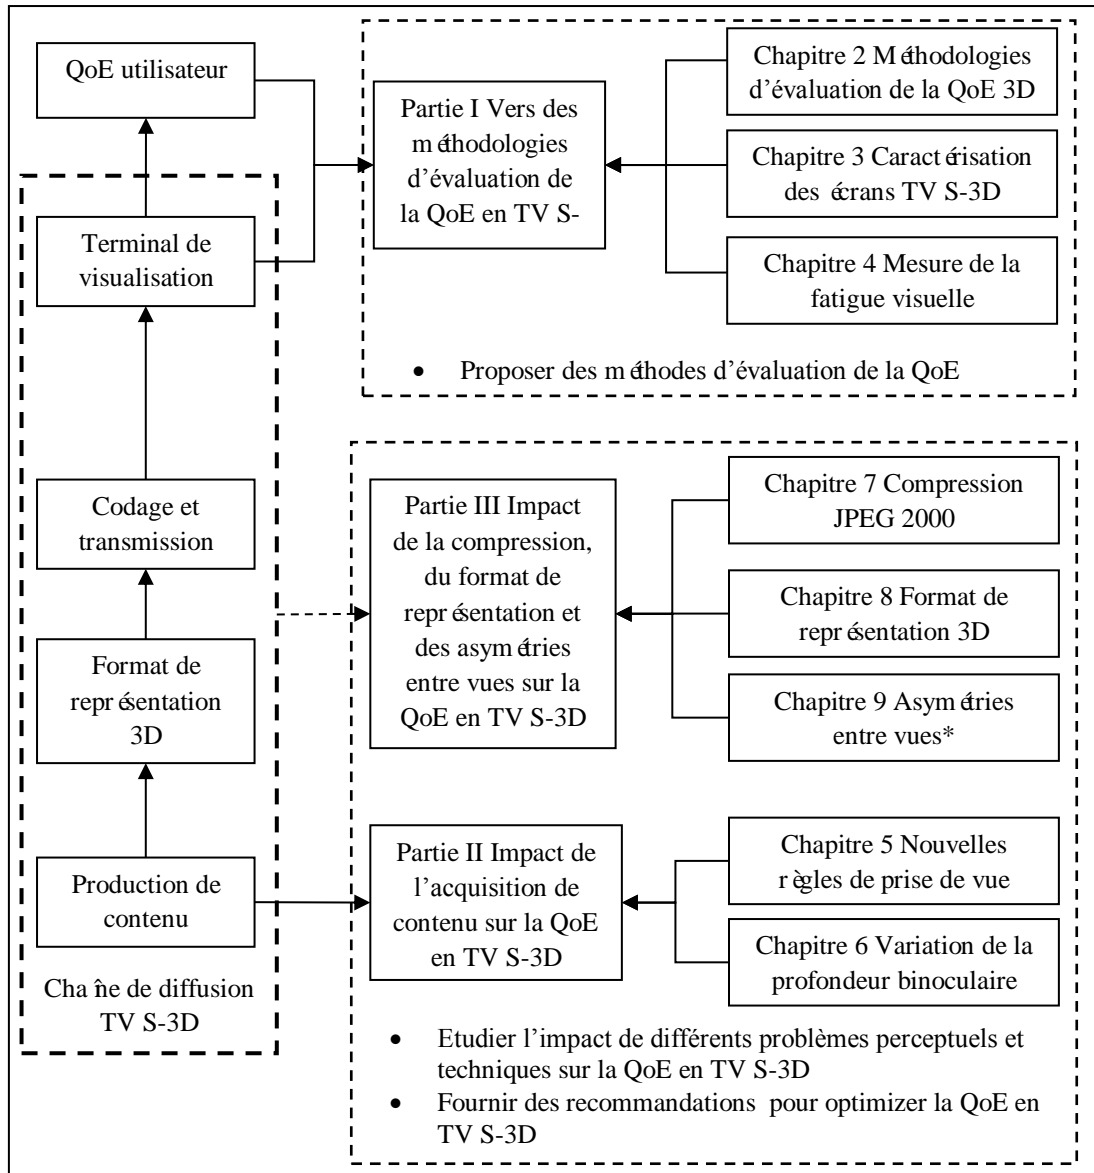 QoE utilisateur
Terminal de
visualisation
Codage et
transmission
Format de
représentation
3D
Production de
contenu
Chaîne de diffusion
TV S-3D
Partie I Vers des
méthodologies
d'évaluation de
la QoE en TV S-
Chapitre 2 Méthodologies
d'évaluation de la QoE 3D
Chapitre 3 Caractérisation
des écrans TV S-3D
Chapitre 4 Mesure de la
fatigue visuelle
• Proposer des méthodes d'évaluation de la QoE
Partie III Impact
de la compression,
du format de
représentation et
des asymétries
entre vues sur la
QoE en TV S-3D
Chapitre 7 Compression
JPEG 2000
Chapitre 8 Format de
représentation 3D
Chapitre 9 Asymétries
entre vues*
Partie II Impact de
l'acquisition de
contenu sur la QoE
en TV S-3D
Chapitre 5 Nouvelles
règles de prise de vue
Chapitre 6 Variation de la
profondeur binoculaire
• Etudier l'impact de différents problèmes perceptuels et
techniques sur la QoE en TV S-3D
• Fournir des recommandations pour optimizer la QoE en
TV S-3D